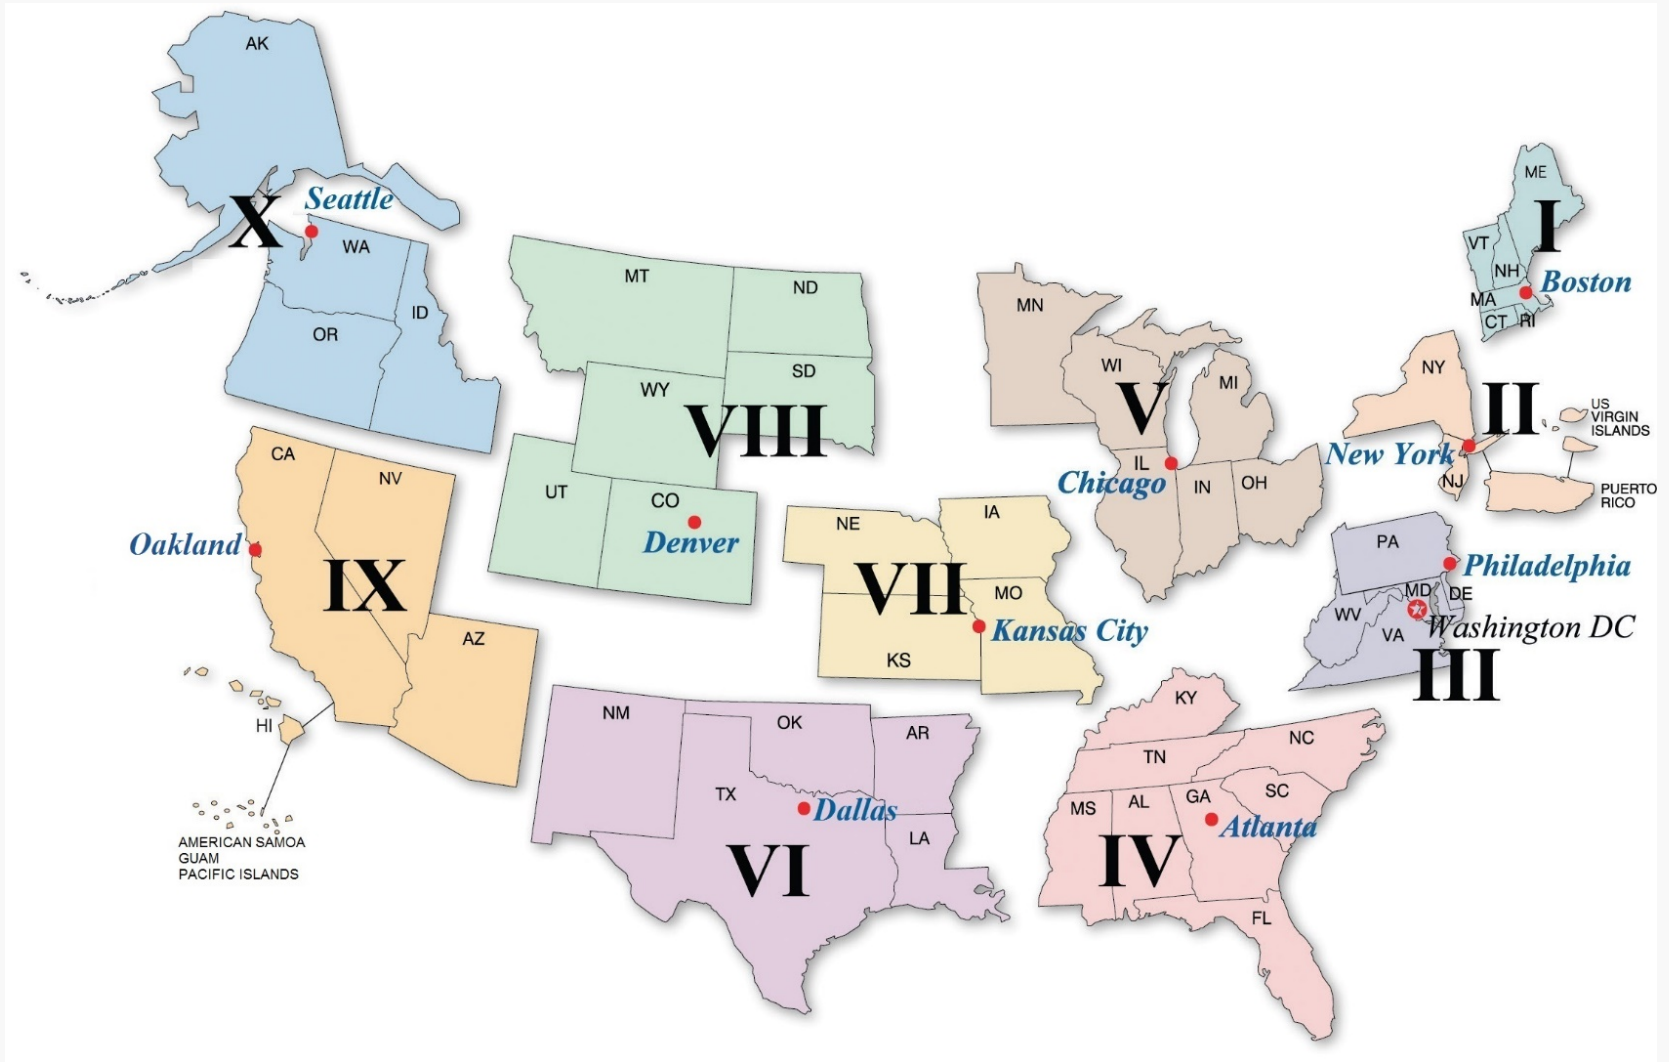 AK
X
Seattle
WA
ID
OR
MT
ND
SD
WY
VIII
UT
CO
Denver
CA
NV
Oakland
IX
AZ
HI
AMERICAN SAMOA
GUAM
PACIFIC ISLANDS
MN
WI
MI
V
IL
Chicago
IN
OH
NE
IA
VII
MO
Kansas City
KS
NM
OK
AR
TX
Dallas
LA
VI
ME
I
VT
NH
Boston
MA
CT
RI
NY
II
US
VIRGIN
ISLANDS
New York
NJ
PUERTO
RICO
PA
Philadelphia
MD
DE
WV
Washington DC
VA
III
KY
NC
TN
SC
MS
AL
GA
Atlanta
IV
FL